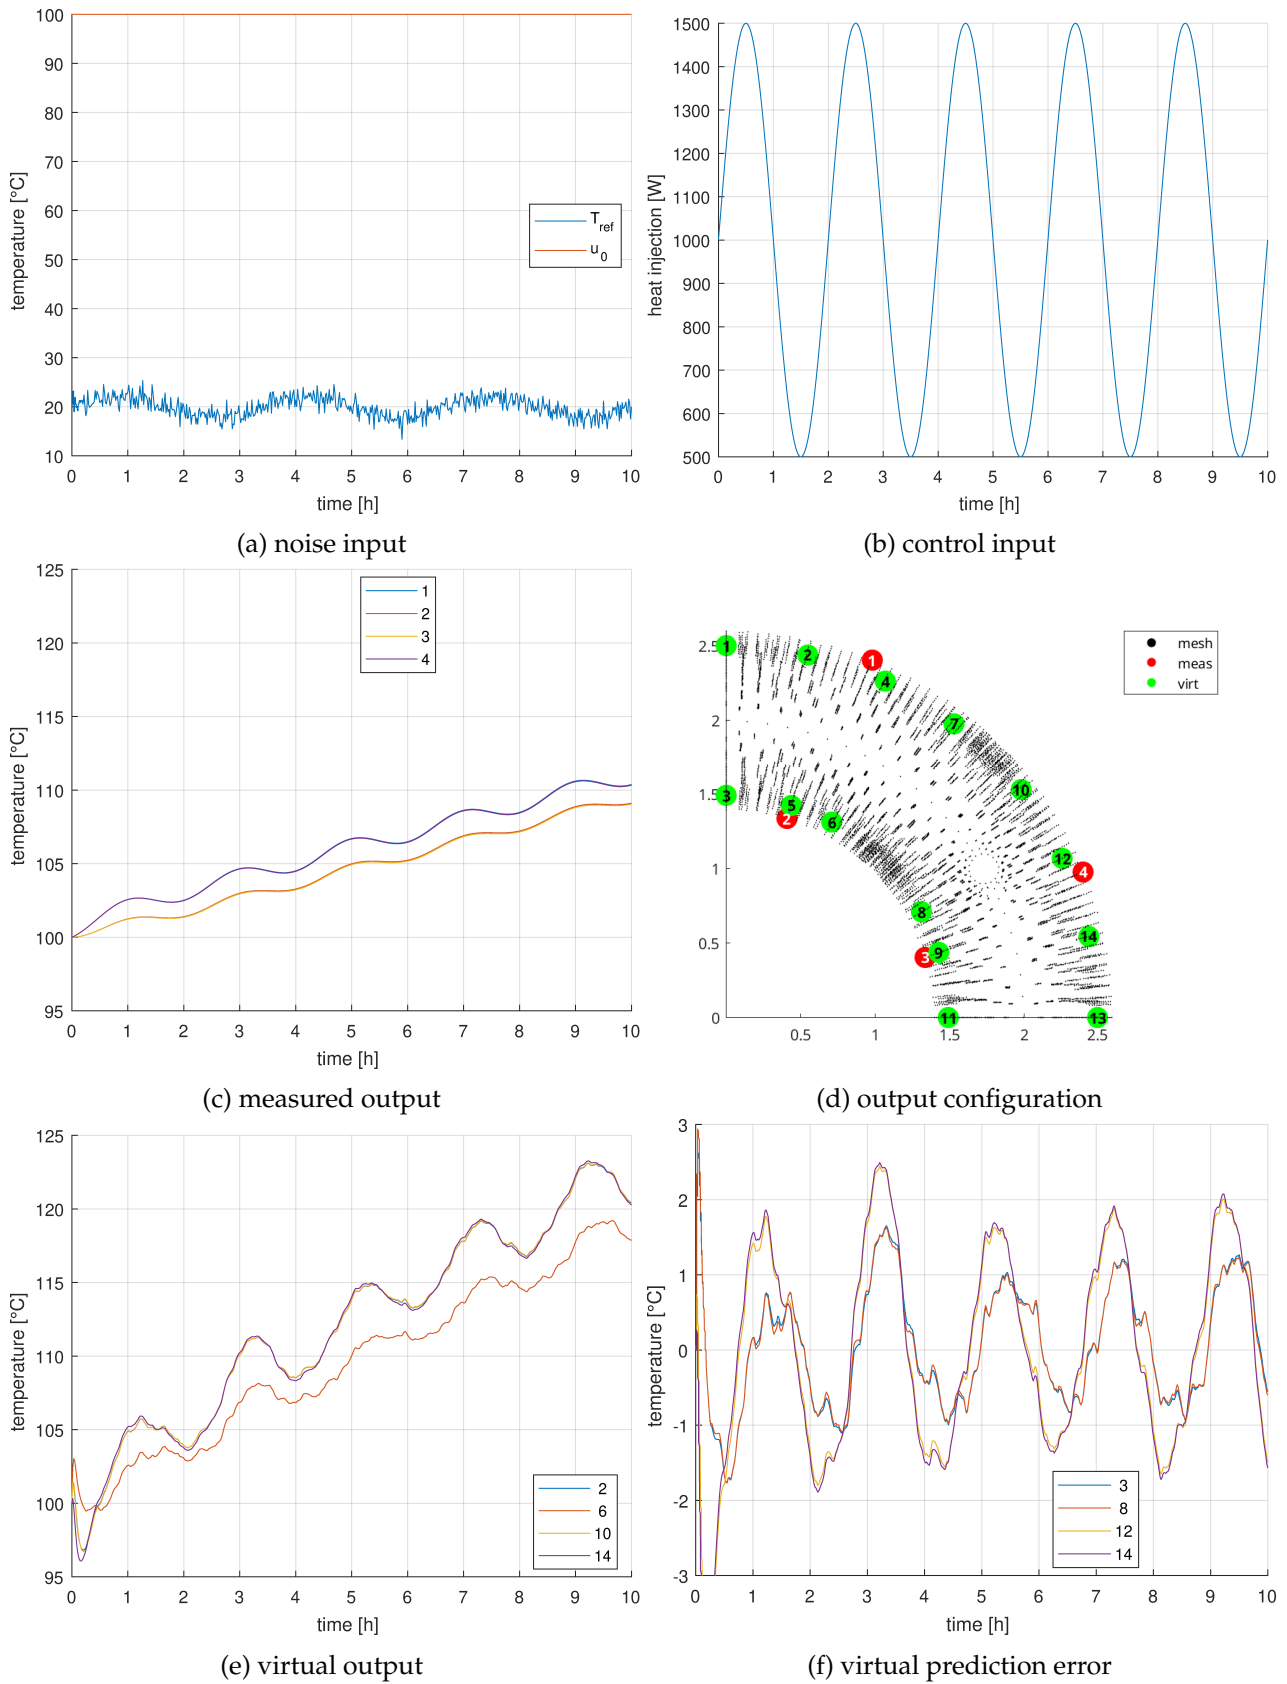 100
90
80
70
60
50
40
30
20
10
0 1 2 3 4 5 6 7 8 9 10
time [h]
temperature [°C]
T_ref
u_0
(a) noise input
1500
1400
1300
1200
1100
1000
900
800
700
600
500
0 1 2 3 4 5 6 7 8 9 10
time [h]
heat injection [W]
(b) control input
125
120
115
110
105
100
95
0 1 2 3 4 5 6 7 8 9 10
time [h]
temperature [°C]
1
2
3
4
(c) measured output
2.5
2
1.5
1
0.5
0
0.5 1 1.5 2 2.5
1
2
1
4
7
3
5
2
6
10
12
4
8
9
3
14
11
13
mesh
meas
virt
(d) output configuration
125
120
115
110
105
100
95
0 1 2 3 4 5 6 7 8 9 10
time [h]
temperature [°C]
2
6
10
14
(e) virtual output
3
2
1
0
-1
-2
-3
0 1 2 3 4 5 6 7 8 9 10
time [h]
temperature [°C]
3
8
12
14
(f) virtual prediction error